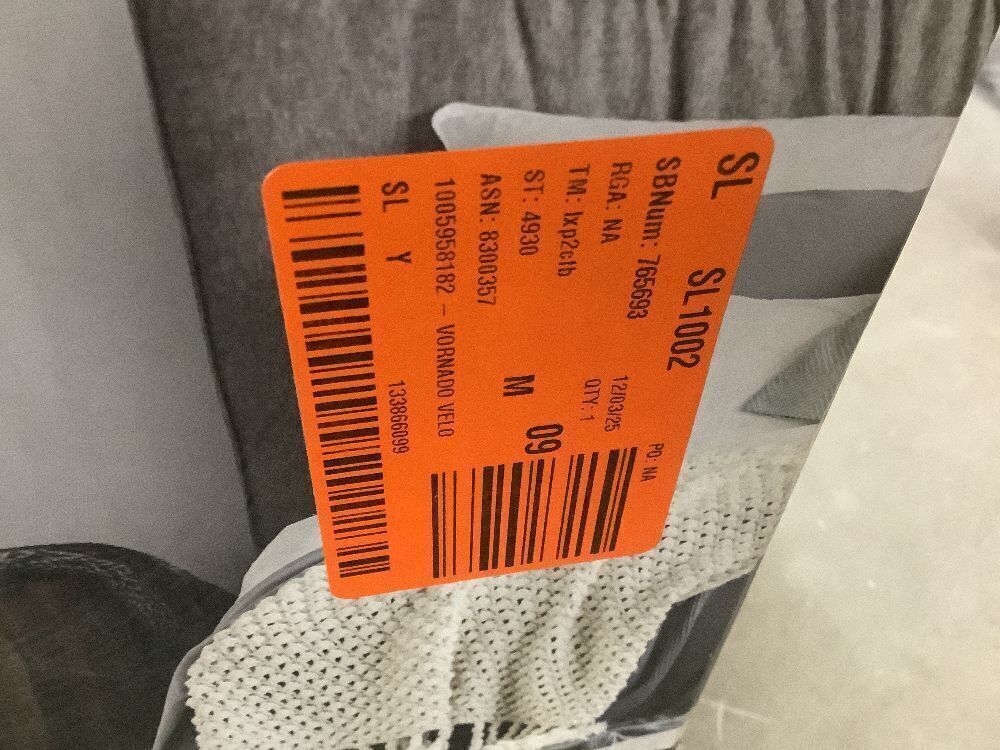 SL SL1002
SBNum: 765693 PO: NA
RGA: NA 12/03/25
TM: lxp2clb QTY: 1
ST: 4930 09
ASN: 8300357 M
1005958182 - VORNADO VELO
SL Y 133866099